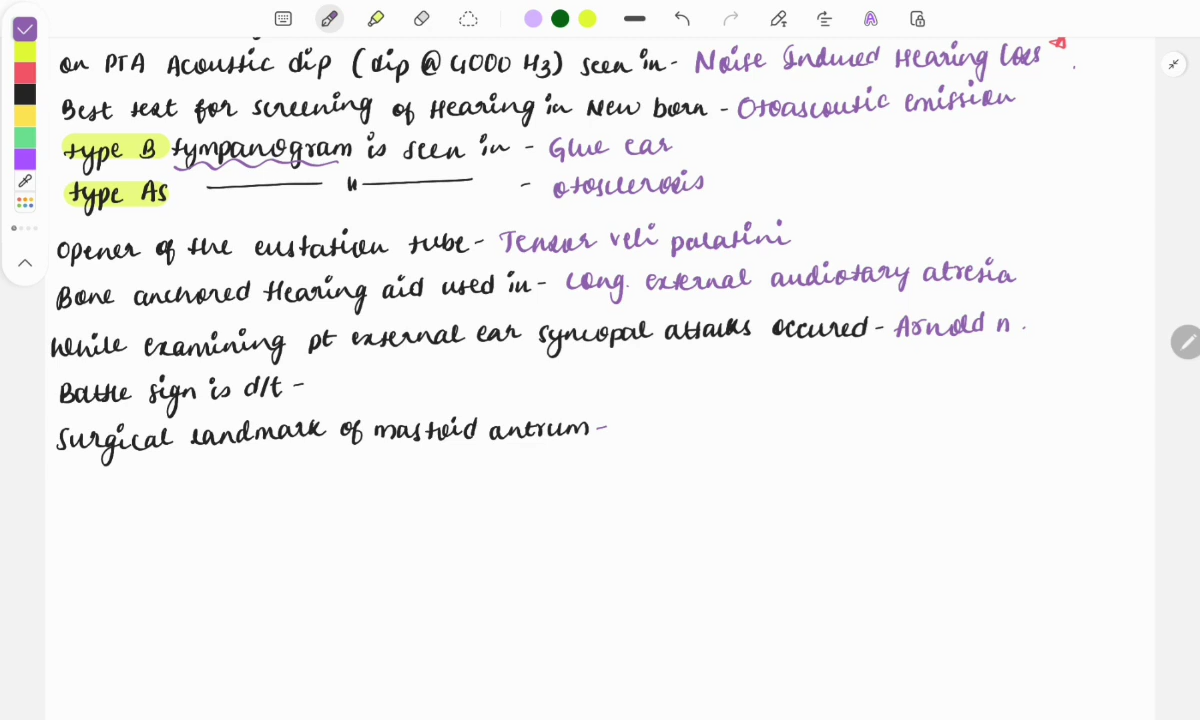 on PTA Acoustic dip (dip @ 4000 Hz) seen in- Noise Induced Hearing Loss
Best test for screening of Hearing in New born - Otoascoutic emission
type B tympanogram is seen in - Glue ear
type As —— " —— - otosclerosis
Opener of the eustation tube- Tensor veli palatini
Bone anchored Hearing aid used in- Cong. external audiotary atresia
While examining pt external ear syncopal attacks occured - Arnold n.
Battle sign is d/t -
Surgical landmark of mastoid antrum -